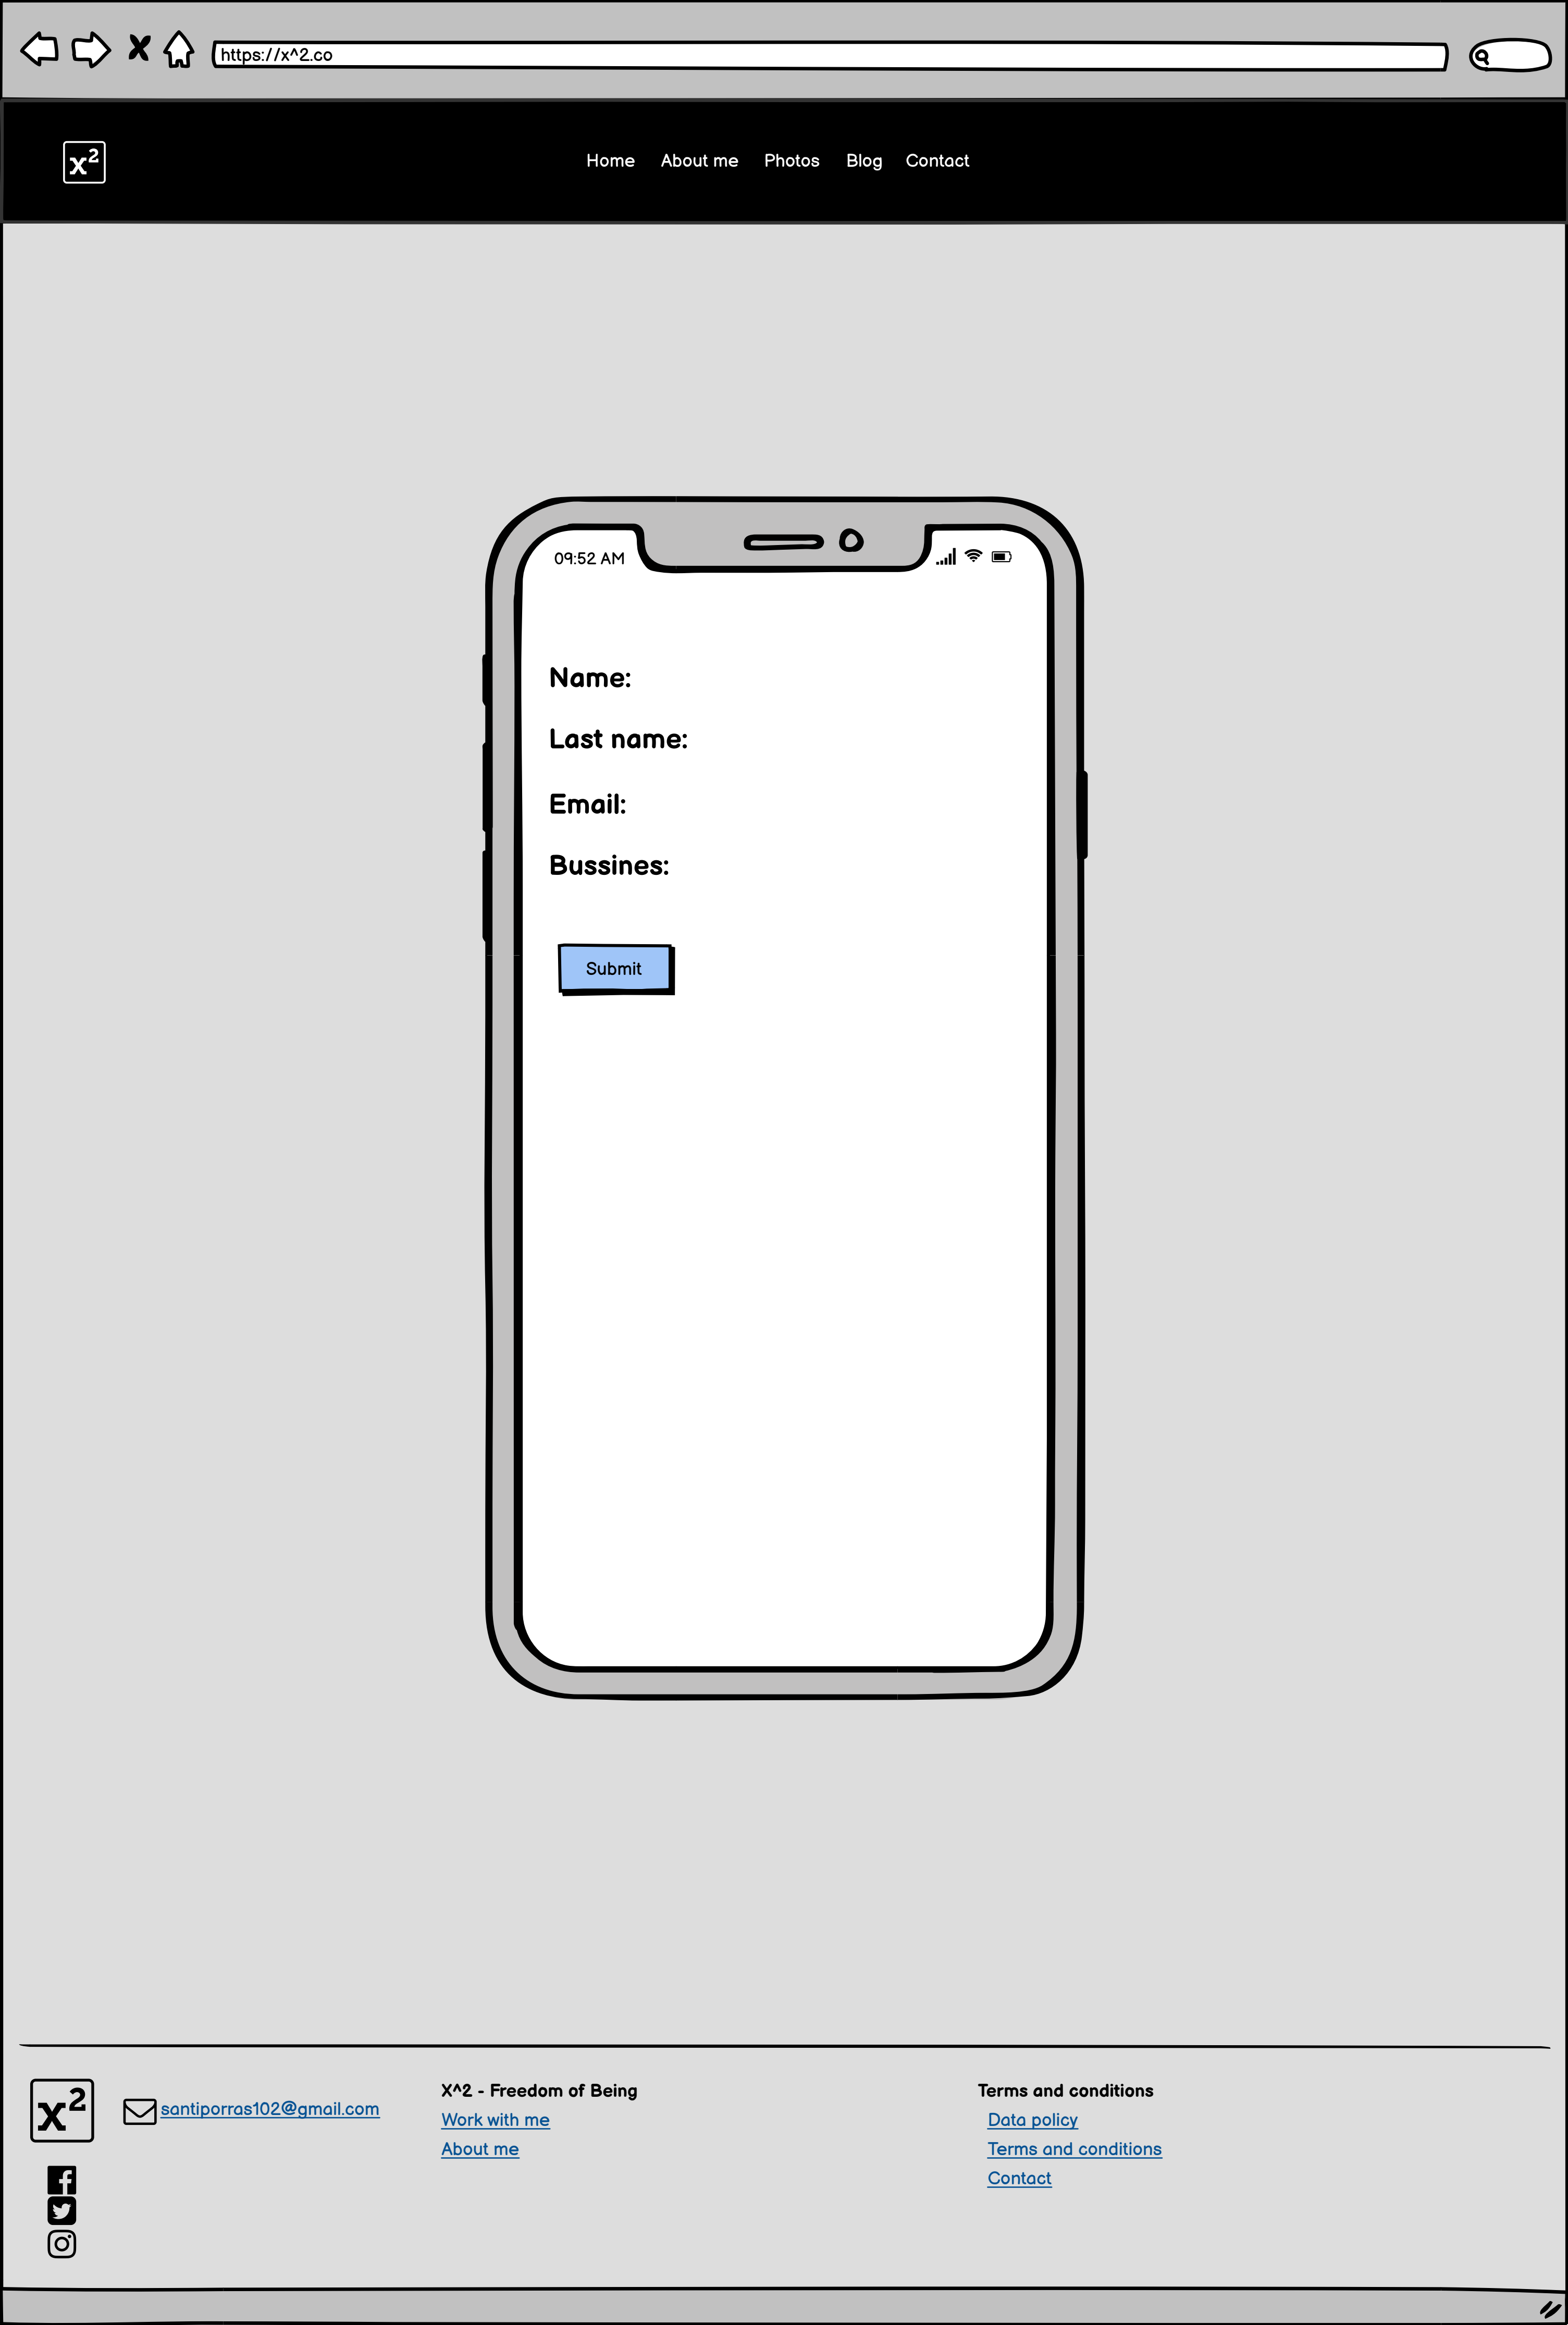 https://x^2.co
x²
Home About me Photos Blog Contact
09:52 AM
Name:
Last name:
Email:
Bussines:
Submit
x²
santiporras102@gmail.com
X^2 - Freedom of Being
Work with me
About me
Terms and conditions
Data policy
Terms and conditions
Contact